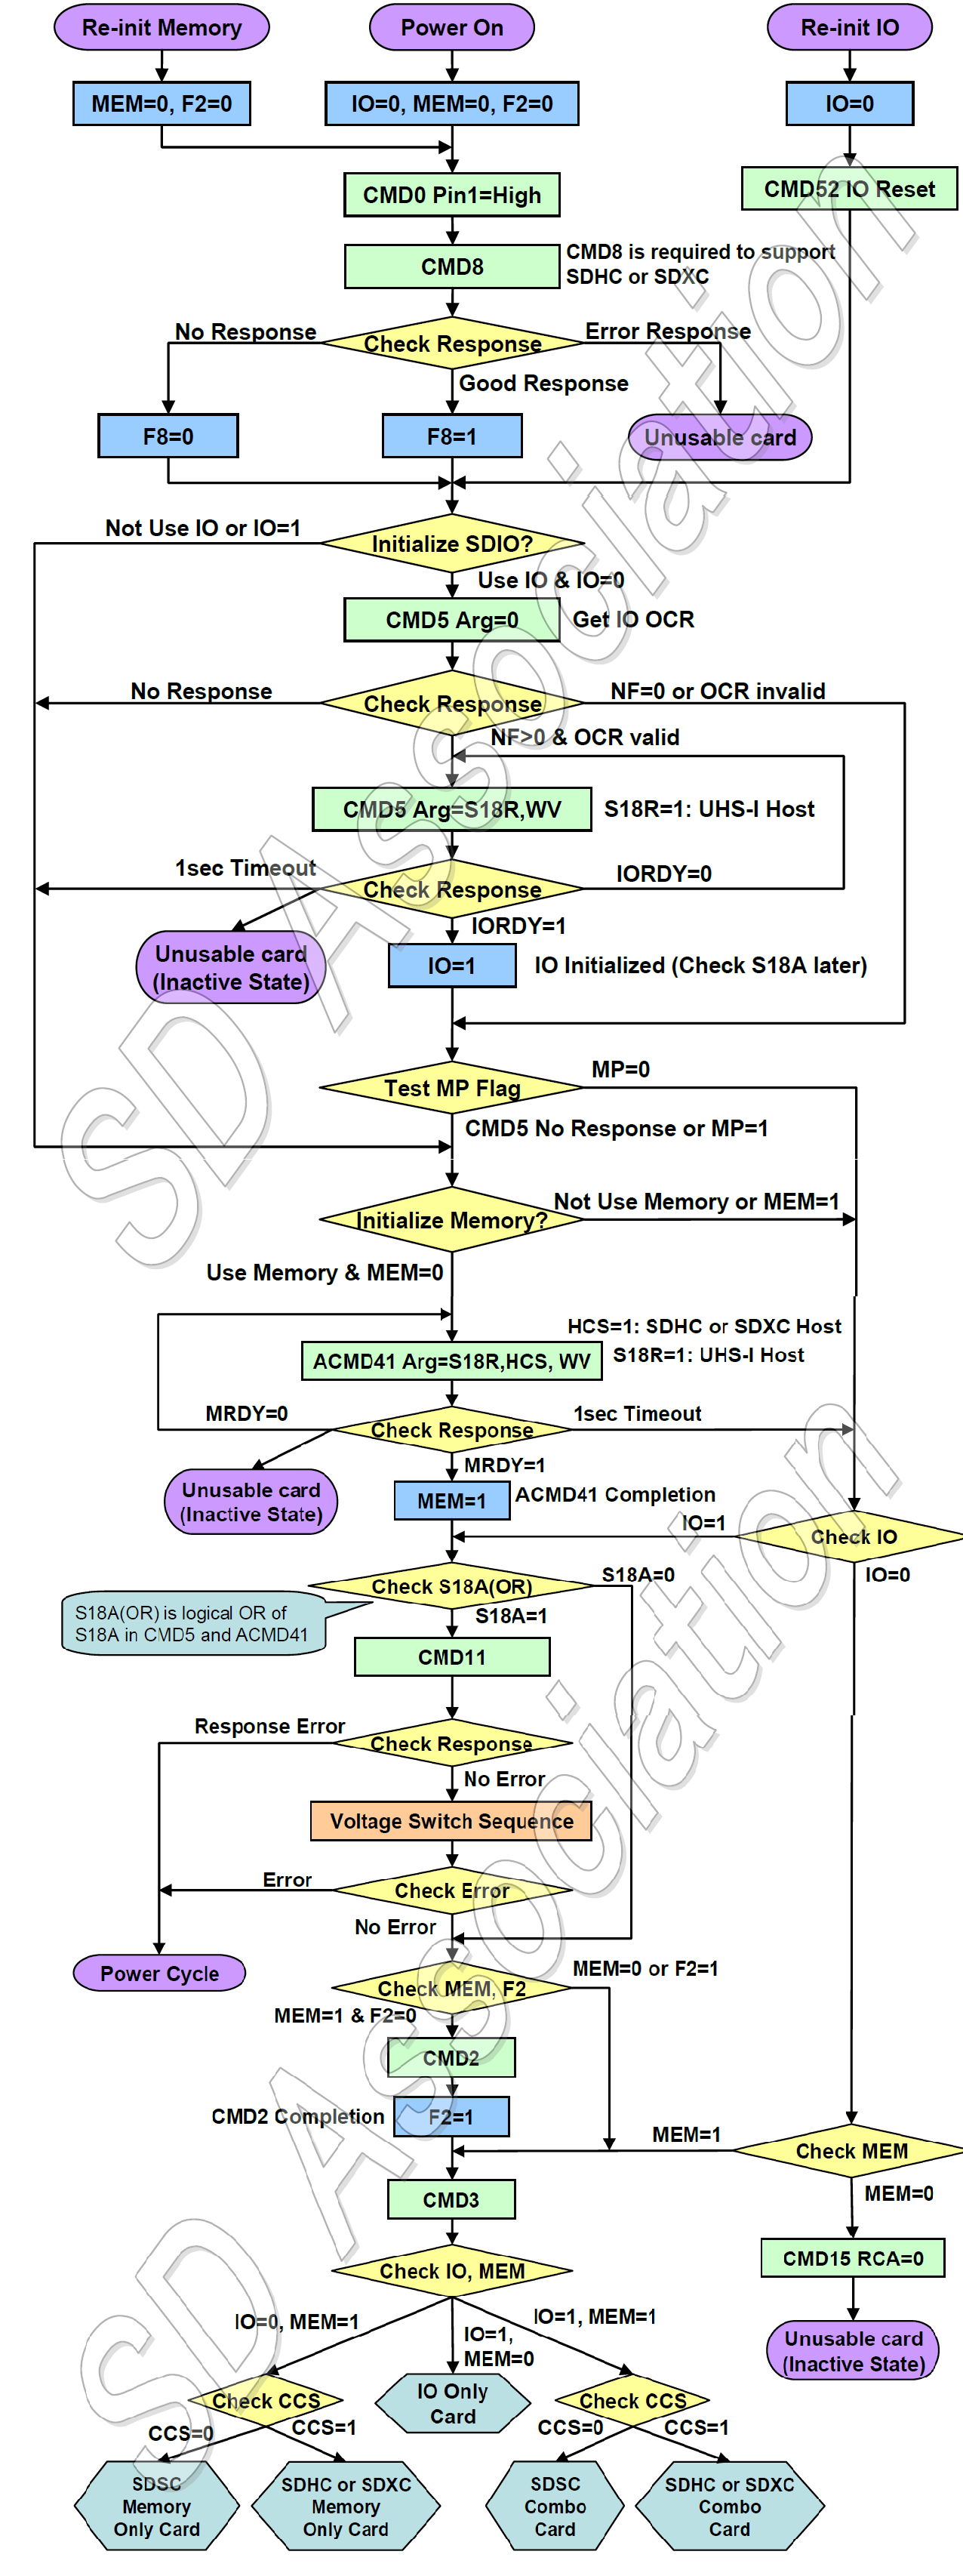 Re-init Memory
Power On
Re-init IO
MEM=0, F2=0
IO=0, MEM=0, F2=0
IO=0
CMD0 Pin1=High
CMD52 IO Reset
CMD8
CMD8 is required to support
SDHC or SDXC
No Response
Check Response
Error Response
Good Response
F8=0
F8=1
Unusable card
Not Use IO or IO=1
Initialize SDIO?
Use IO & IO=0
CMD5 Arg=0
Get IO OCR
No Response
Check Response
NF=0 or OCR invalid
NF>0 & OCR valid
CMD5 Arg=S18R,WV
S18R=1: UHS-I Host
1sec Timeout
Check Response
IORDY=0
IORDY=1
Unusable card
(Inactive State)
IO=1
IO Initialized (Check S18A later)
Test MP Flag
MP=0
CMD5 No Response or MP=1
Initialize Memory?
Not Use Memory or MEM=1
Use Memory & MEM=0
HCS=1: SDHC or SDXC Host
ACMD41 Arg=S18R,HCS, WV
S18R=1: UHS-I Host
MRDY=0
Check Response
1sec Timeout
MRDY=1
Unusable card
(Inactive State)
MEM=1
ACMD41 Completion
IO=1
Check IO
IO=0
Check S18A(OR)
S18A=0
S18A=1
S18A(OR) is logical OR of
S18A in CMD5 and ACMD41
CMD11
Response Error
Check Response
No Error
Voltage Switch Sequence
Error
Check Error
No Error
Power Cycle
Check MEM, F2
MEM=0 or F2=1
MEM=1 & F2=0
CMD2
CMD2 Completion
F2=1
MEM=1
Check MEM
MEM=0
CMD3
CMD15 RCA=0
Check IO, MEM
Unusable card
(Inactive State)
IO=0, MEM=1
IO=1,
MEM=0
IO=1, MEM=1
Check CCS
IO Only
Card
Check CCS
CCS=0
CCS=1
CCS=0
CCS=1
SDSC
Memory
Only Card
SDHC or SDXC
Memory
Only Card
SDSC
Combo
Card
SDHC or SDXC
Combo
Card
SD Association
SD Association